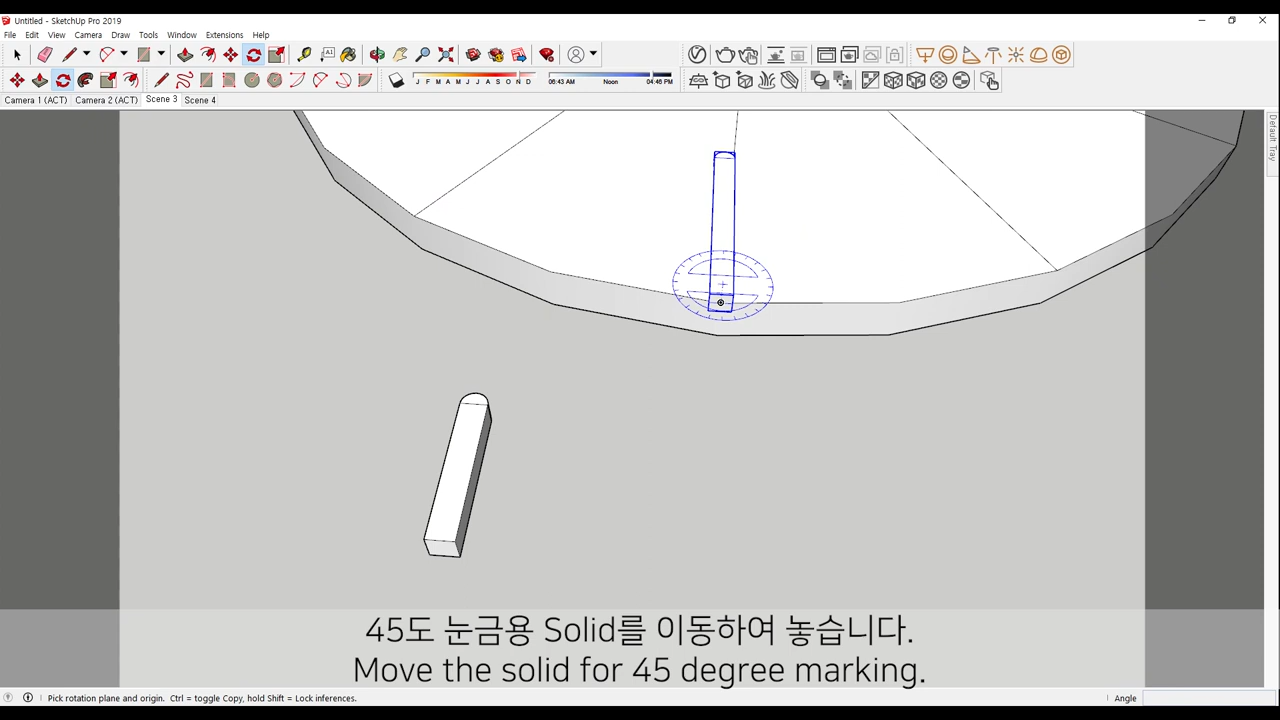 Untitled - SketchUp Pro 2019
File Edit View Camera Draw Tools Window Extensions Help
J F M A M J J A S O N D 06:43 AM Noon 04:46 PM
Camera 1 (ACT) Camera 2 (ACT) Scene 3 Scene 4
Default Tray
45도 눈금용 Solid를 이동하여 놓습니다.
Move the solid for 45 degree marking.
Pick rotation plane and origin. Ctrl = toggle Copy, hold Shift = Lock inferences. Angle